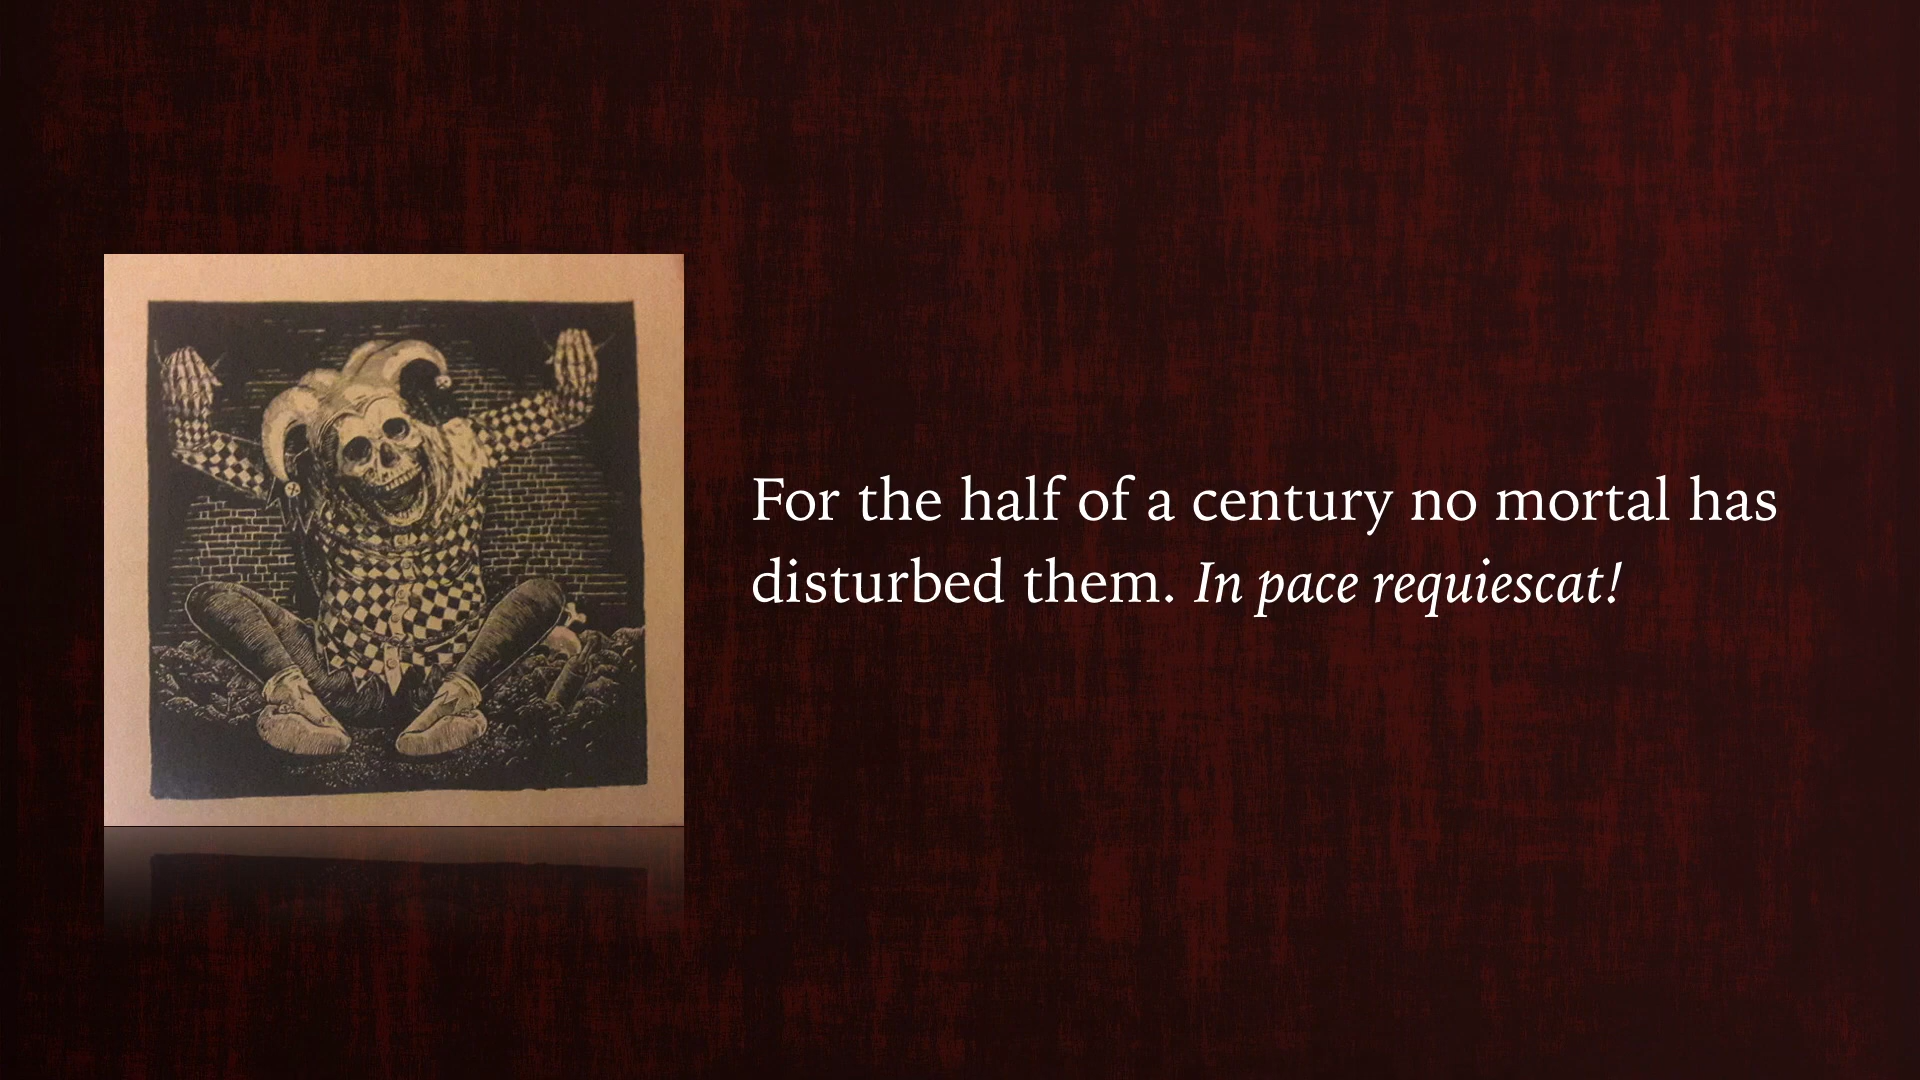 For the half of a century no mortal has
disturbed them. In pace requiescat!